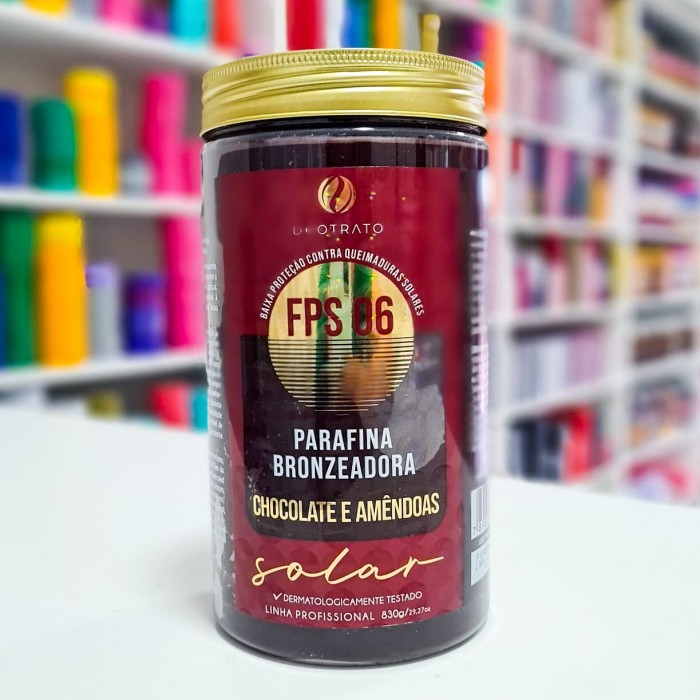 DUOTRATO
BAIXA PROTEÇÃO CONTRA QUEIMADURAS SOLARES
FPS 06
PARAFINA
BRONZEADORA
CHOCOLATE E AMÊNDOAS
solar
✓ DERMATOLOGICAMENTE TESTADO
LINHA PROFISSIONAL 830g/29,27oz